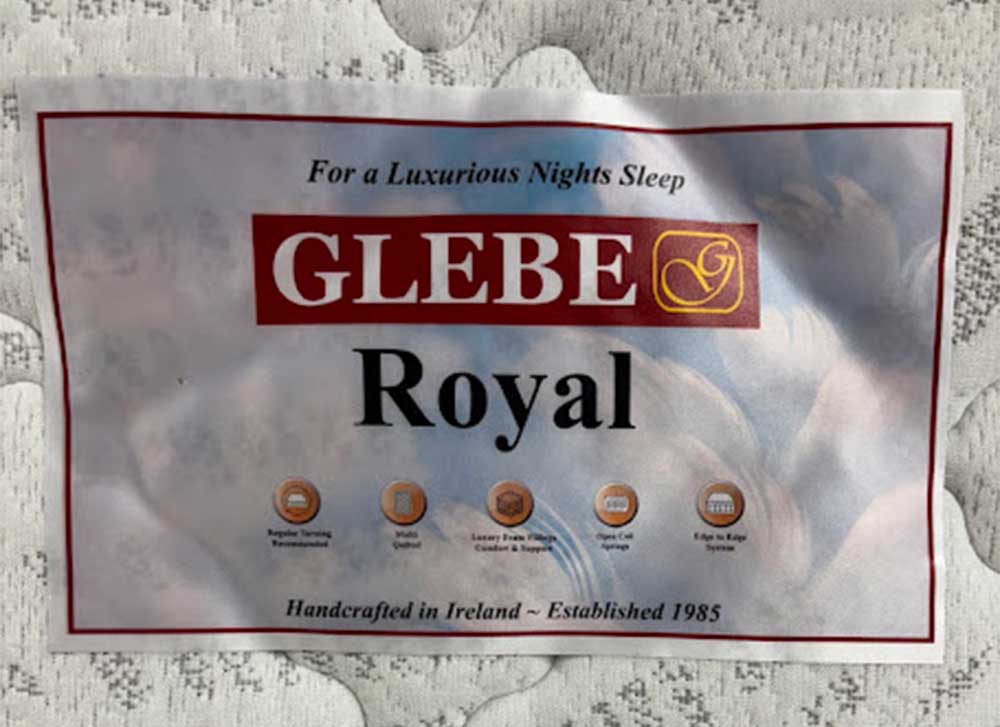 For a Luxurious Nights Sleep
GLEBE G
Royal
Regular Turning
Recommended
Multi
Quilted
Luxury Foam Fillings
Comfort & Support
Open Coil
Springs
Edge to Edge
System
Handcrafted in Ireland ~ Established 1985